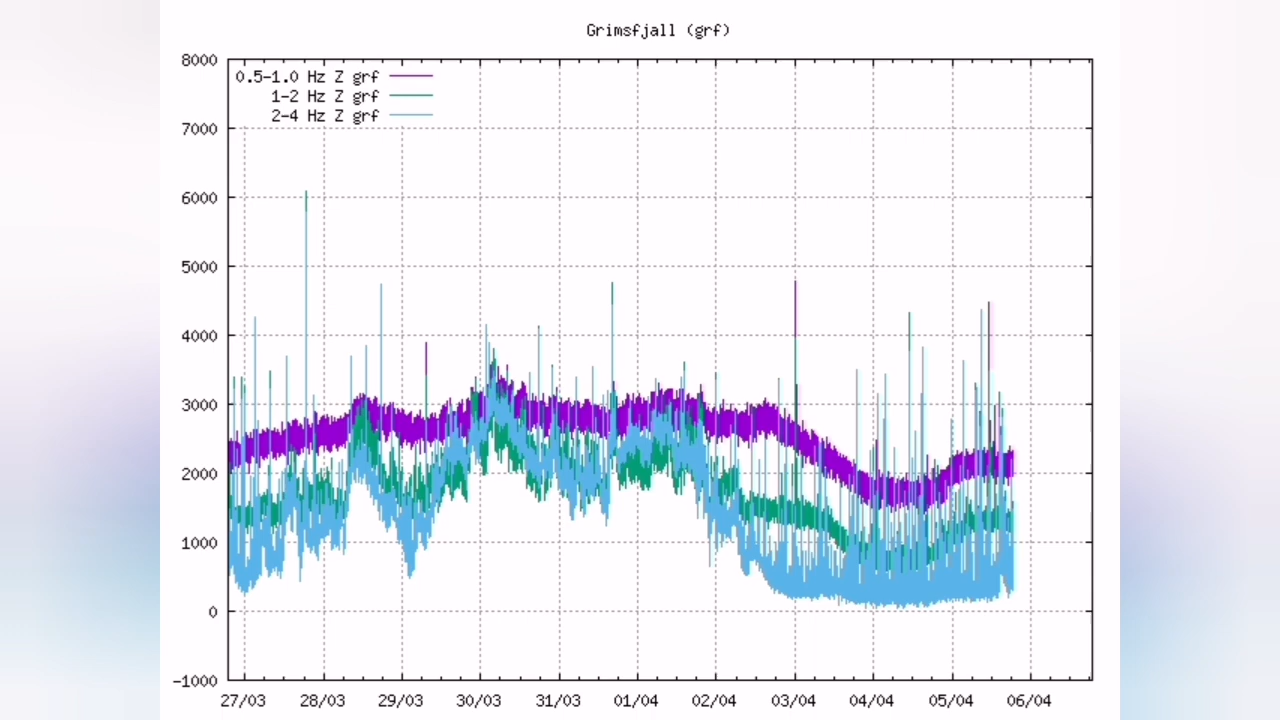 Grimsfjall (grf)
8000
0.5-1.0 Hz Z grf
1-2 Hz Z grf
2-4 Hz Z grf
7000
6000
5000
4000
3000
2000
1000
0
-1000
27/03 28/03 29/03 30/03 31/03 01/04 02/04 03/04 04/04 05/04 06/04